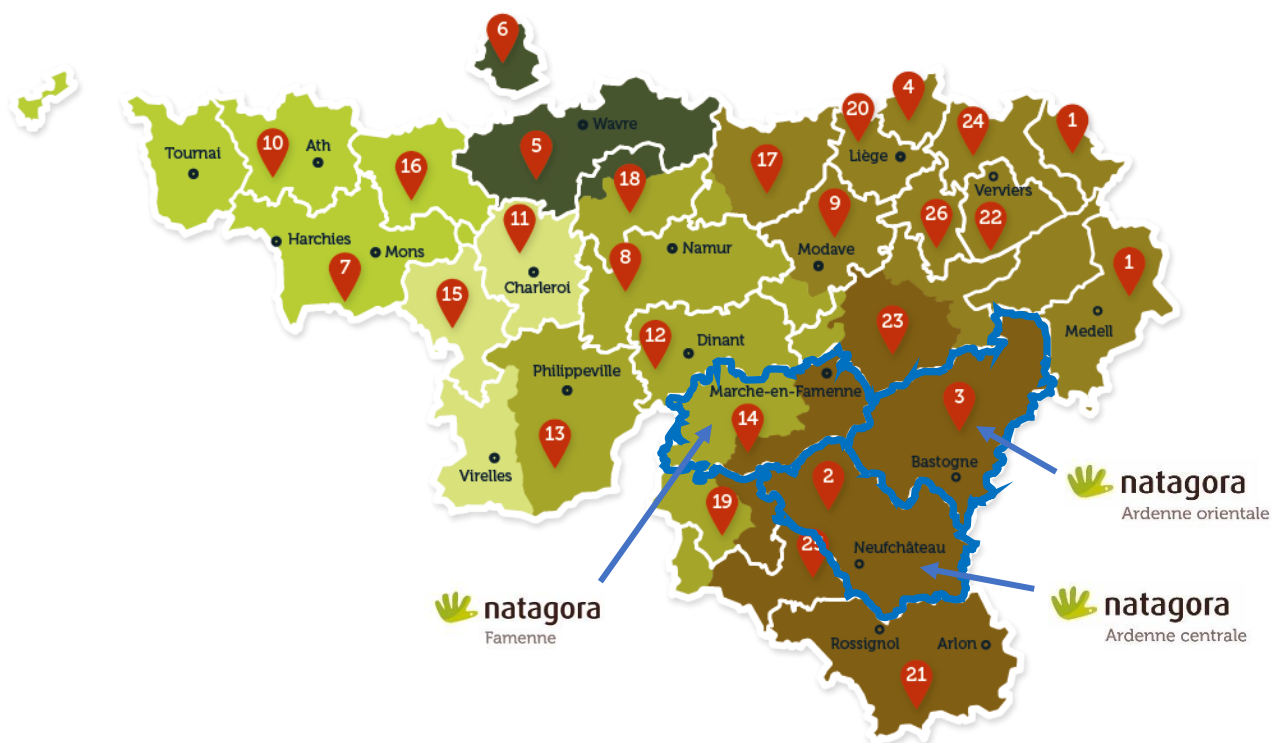 6
4
20
24
1
Wavre
5
10
Ath
Tournai
16
17
Liège
18
Verviers
9
26
22
11
Harchies
Mons
7
8
Namur
Modave
1
Charleroi
15
23
Medell
12
Dinant
Philippeville
Marche-en-Famenne
3
14
13
Virelles
Bastogne
2
natagora
Ardenne orientale
19
25
Neufchâteau
natagora
Famenne
natagora
Ardenne centrale
Rossignol
Arlon
21